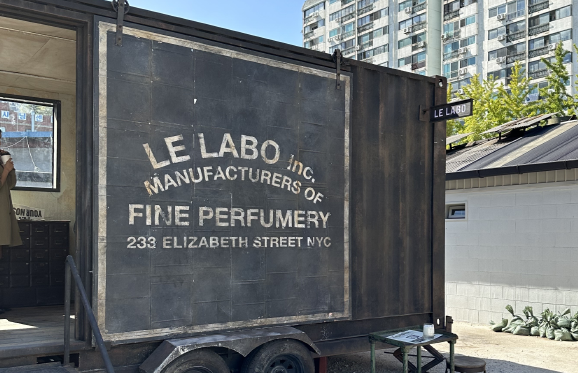 LE LABO
LE LABO Inc.
MANUFACTURERS OF
FINE PERFUMERY
233 ELIZABETH STREET NYC